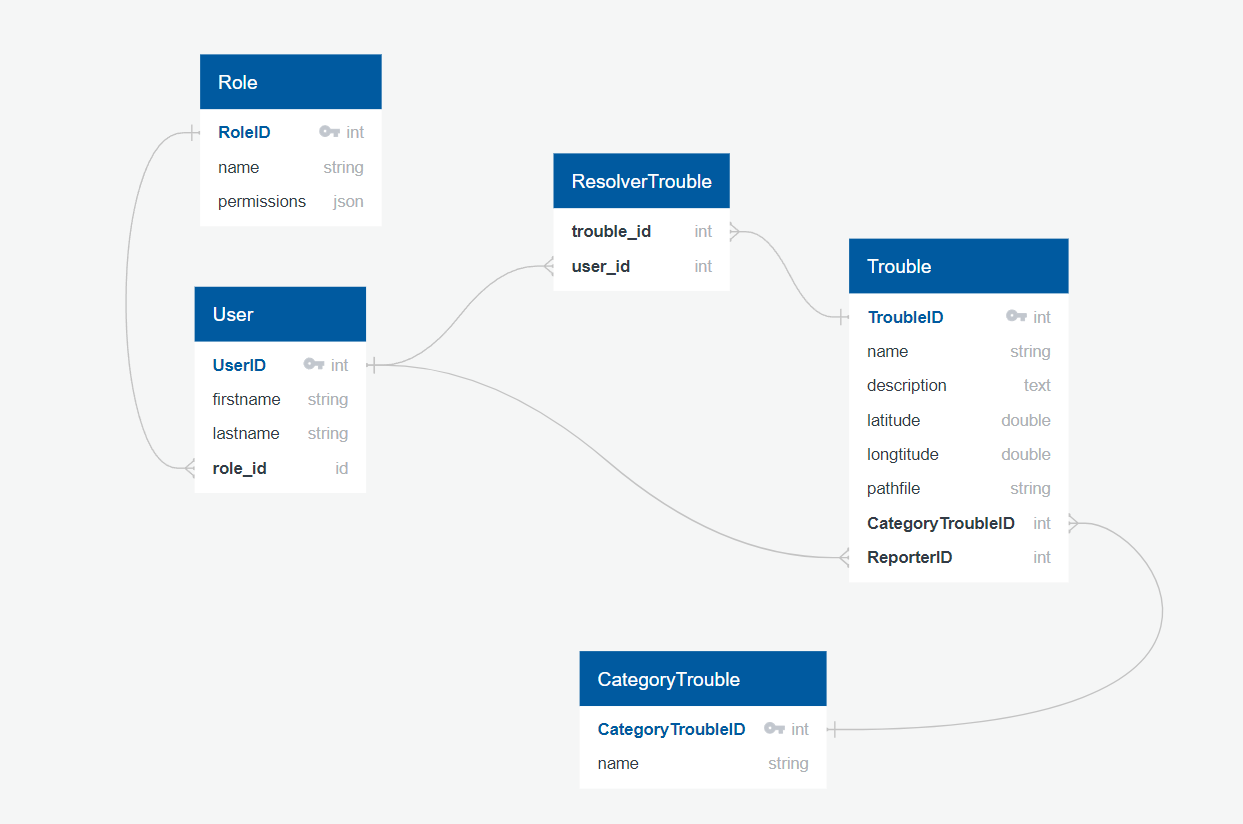 Role
RoleID int
name string
permissions json
User
UserID int
firstname string
lastname string
role_id id
ResolverTrouble
trouble_id int
user_id int
Trouble
TroubleID int
name string
description text
latitude double
longtitude double
pathfile string
CategoryTroubleID int
ReporterID int
CategoryTrouble
CategoryTroubleID int
name string